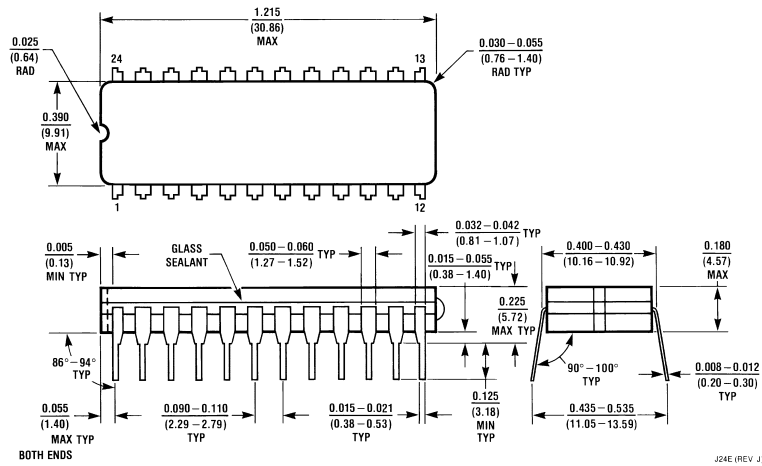 1.215
(30.86)
MAX
0.025
(0.64)
RAD
24
13
0.030–0.055
(0.76–1.40)
RAD TYP
0.390
(9.91)
MAX
1
12
0.005
(0.13)
MIN TYP
GLASS
SEALANT
0.050–0.060 TYP
(1.27–1.52)
0.032–0.042 TYP
(0.81–1.07)
0.015–0.055 TYP
(0.38–1.40)
0.225
(5.72)
MAX TYP
0.400–0.430
(10.16–10.92)
0.180
(4.57)
MAX
86°–94°
TYP
90°–100°
TYP
0.008–0.012
(0.20–0.30)
TYP
0.055
(1.40)
MAX TYP
BOTH ENDS
0.090–0.110
(2.29–2.79)
TYP
0.015–0.021
(0.38–0.53)
TYP
0.125
(3.18)
MIN
TYP
0.435–0.535
(11.05–13.59)
J24E (REV J